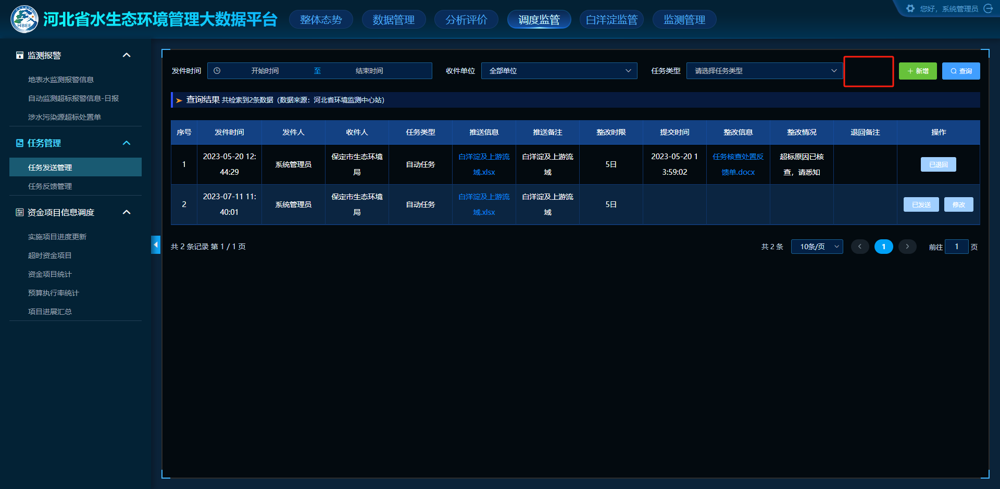 河北省水生态环境管理大数据平台
整体态势 数据管理 分析评价 调度监管 白洋淀监管 监测管理
您好，系统管理员
HBEE
监测报警
地表水监测报警信息
自动监测超标报警信息-日报
涉水污染源超标处置单
任务管理
任务发送管理
任务反馈管理
资金项目信息调度
实施项目进度更新
超时资金项目
资金项目统计
预算执行率统计
项目进展汇总
发件时间 开始时间 至 结束时间 收件单位 全部单位 任务类型 请选择任务类型 新增 查询
查询结果 共检索到2条数据（数据来源：河北省环境监测中心站）
序号 发件时间 发件人 收件人 任务类型 推送信息 推送备注 整改时限 提交时间 整改信息 整改情况 退回备注 操作
2023-05-20 12: 保定市生态环境 白洋淀及上游流 白洋淀及上游流 2023-05-20 1 任务核查处置反 超标原因已核
1 系统管理员 自动任务 5日 已退回
44:29 局 域.xlsx 域 3:59:02 馈单.docx 查，请悉知
2023-07-11 11: 保定市生态环境 白洋淀及上游流 白洋淀及上游流
2 系统管理员 自动任务 5日 已发送 修改
40:01 局 域.xlsx 域
共 2 条记录 第 1 / 1 页 共 2 条 10条/页 1 前往 1 页